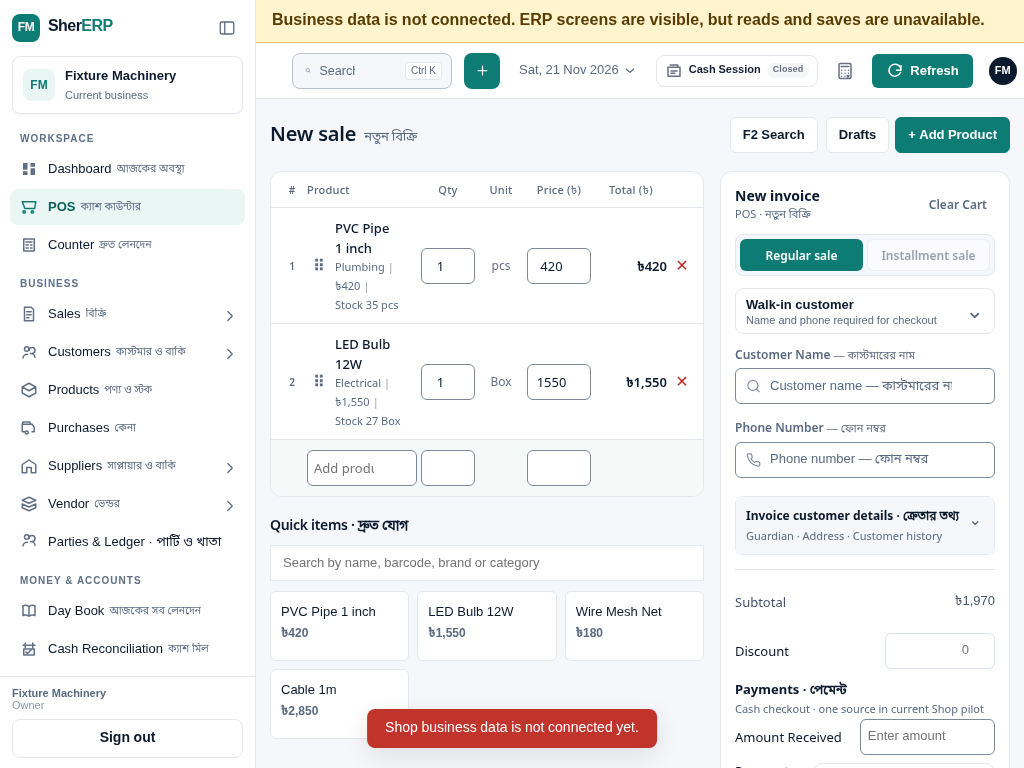 Business data is not connected. ERP screens are visible, but reads and saves are unavailable.
FM SherERP
FM Fixture Machinery
Current business
WORKSPACE
Dashboard আজকের অবস্থা
POS ক্যাশ কাউন্টার
Counter দ্রুত লেনদেন
BUSINESS
Sales বিক্রি
Customers কাস্টমার ও বাকি
Products পণ্য ও স্টক
Purchases কেনা
Suppliers সাপ্লায়ার ও বাকি
Vendor ভেন্ডর
Parties & Ledger · পার্টি ও খাতা
MONEY & ACCOUNTS
Day Book আজকের সব লেনদেন
Cash Reconciliation ক্যাশ মিল
Fixture Machinery
Owner
Sign out
Search Ctrl K + Sat, 21 Nov 2026 Cash Session Closed Refresh FM
New sale নতুন বিক্রি
F2 Search Drafts + Add Product
# Product Qty Unit Price (৳) Total (৳)
PVC Pipe
1 inch
1 Plumbing | 1 pcs 420 ৳420 ✕
৳420 |
Stock 35 pcs
LED Bulb
12W
2 Electrical | 1 Box 1550 ৳1,550 ✕
৳1,550 |
Stock 27 Box
Add produ
Quick items · দ্রুত যোগ
Search by name, barcode, brand or category
PVC Pipe 1 inch LED Bulb 12W Wire Mesh Net
৳420 ৳1,550 ৳180
Cable 1m
৳2,850
Shop business data is not connected yet.
New invoice
POS · নতুন বিক্রি
Clear Cart
Regular sale Installment sale
Walk-in customer
Name and phone required for checkout
Customer Name — কাস্টমারের নাম
Customer name — কাস্টমারের
Phone Number — ফোন নম্বর
Phone number — ফোন নম্বর
Invoice customer details · ক্রেতার তথ্য
Guardian · Address · Customer history
Subtotal ৳1,970
Discount 0
Payments · পেমেন্ট
Cash checkout · one source in current Shop pilot
Amount Received Enter amount